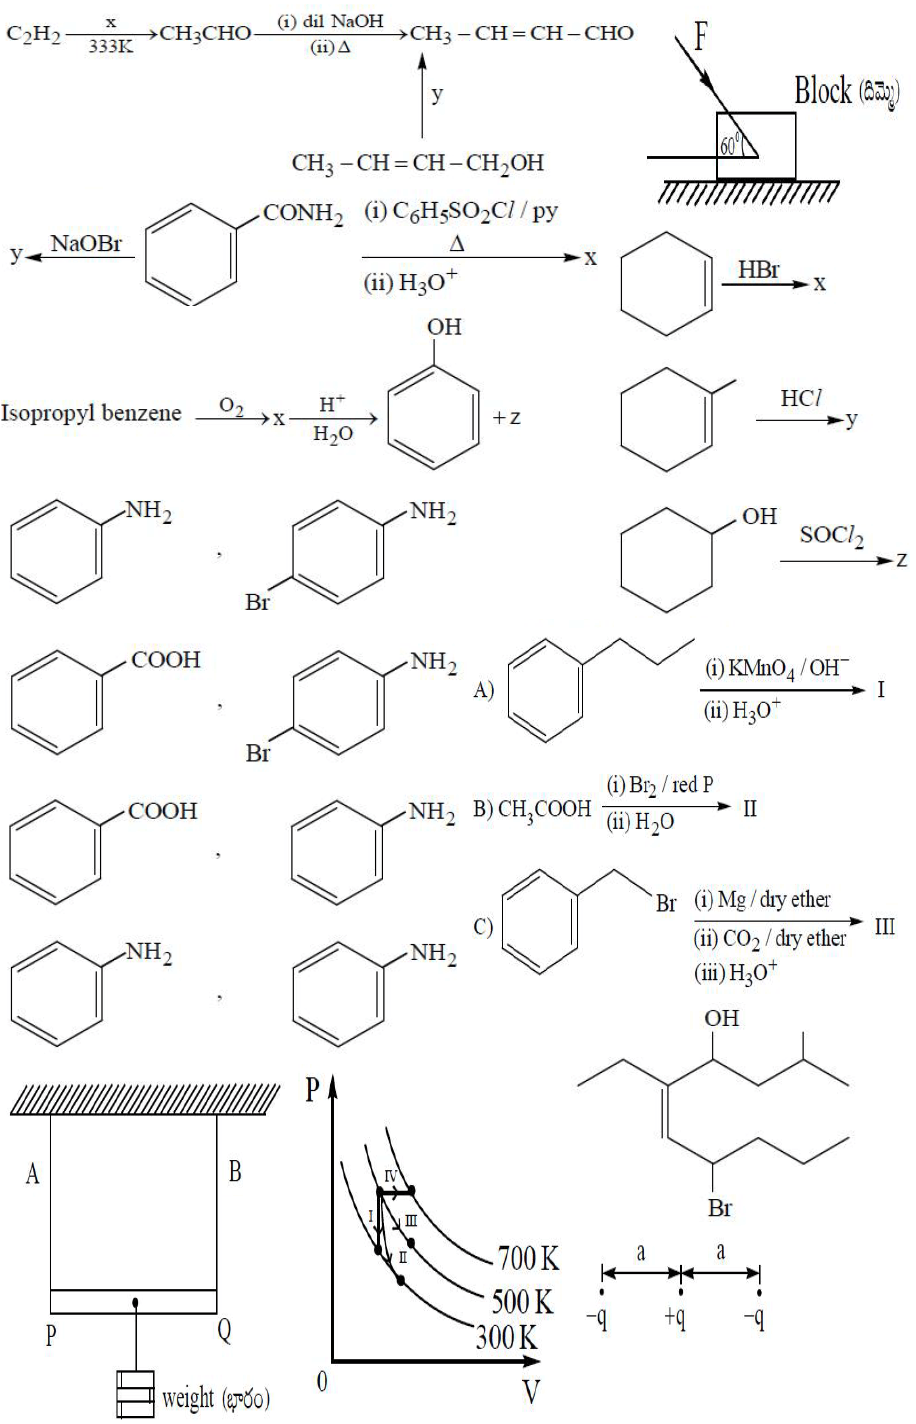 C₂H₂ x 333K CH₃CHO (i) dil NaOH (ii) Δ CH₃ – CH = CH – CHO
y
CH₃ – CH = CH – CH₂OH
F
Block (దిమ్మె)
60⁰
y NaOBr CONH₂ (i) C₆H₅SO₂Cl / py Δ (ii) H₃O⁺ x
HBr x
Isopropyl benzene O₂ x H⁺ H₂O OH + z
HCl y
NH₂ , NH₂ Br
OH SOCl₂ z
COOH , NH₂ Br
A) (i) KMnO₄ / OH⁻ (ii) H₃O⁺ I
COOH , NH₂
B) CH₃COOH (i) Br₂ / red P (ii) H₂O II
NH₂ , NH₂
C) Br (i) Mg / dry ether (ii) CO₂ / dry ether (iii) H₃O⁺ III
OH
Br
A B
P Q
weight (భారం)
P
IV
I III
II
700 K
500 K
300 K
0 V
a a
–q +q –q